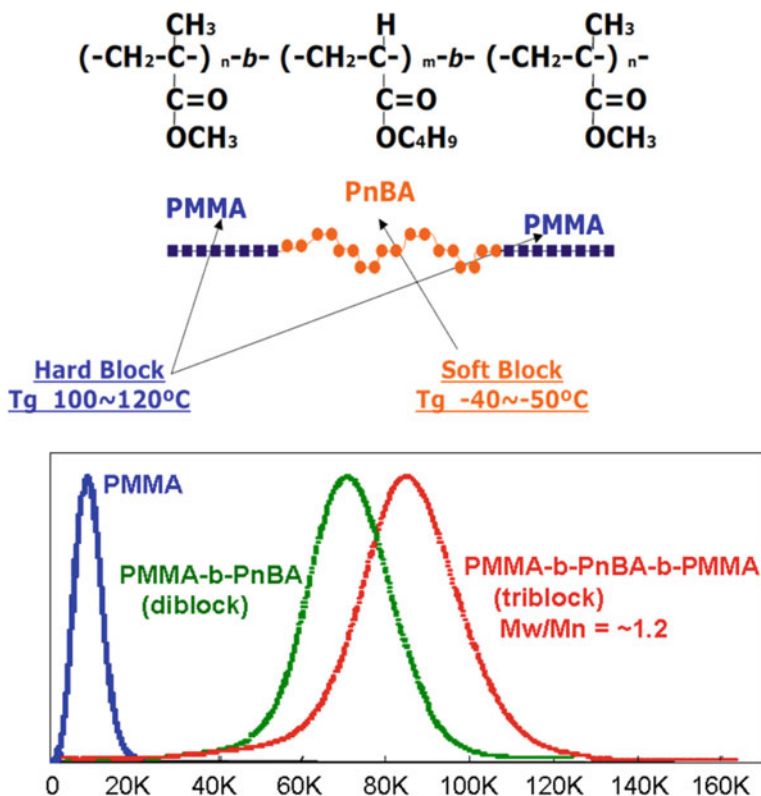 CH₃ H CH₃
(-CH₂-C-)ₙ-b- (-CH₂-C-)ₘ-b- (-CH₂-C-)ₙ-
C=O C=O C=O
OCH₃ OC₄H₉ OCH₃
PnBA
PMMA PMMA
Hard Block Soft Block
Tg 100~120ºC Tg -40~-50ºC
PMMA
PMMA-b-PnBA
(diblock)
PMMA-b-PnBA-b-PMMA
(triblock)
Mw/Mn = ~1.2
0 20K 40K 60K 80K 100K 120K 140K 160K